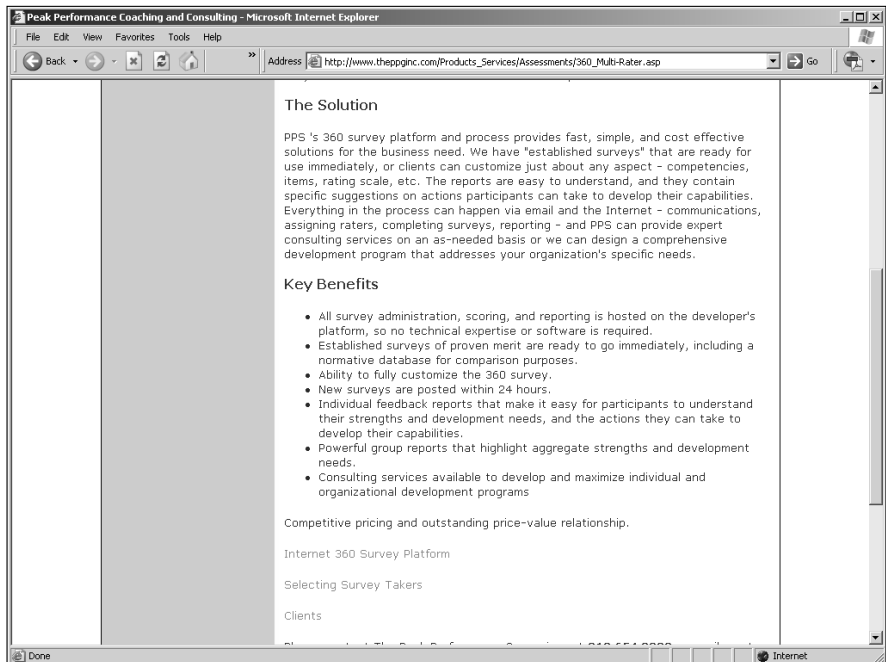 Peak Performance Coaching and Consulting - Microsoft Internet Explorer
File Edit View Favorites Tools Help
Back » Address http://www.theppginc.com/Products_Services/Assessments/360_Multi-Rater.asp Go
The Solution
PPS 's 360 survey platform and process provides fast, simple, and cost effective
solutions for the business need. We have "established surveys" that are ready for
use immediately, or clients can customize just about any aspect - competencies,
items, rating scale, etc. The reports are easy to understand, and they contain
specific suggestions on actions participants can take to develop their capabilities.
Everything in the process can happen via email and the Internet - communications,
assigning raters, completing surveys, reporting - and PPS can provide expert
consulting services on an as-needed basis or we can design a comprehensive
development program that addresses your organization's specific needs.
Key Benefits
• All survey administration, scoring, and reporting is hosted on the developer's
platform, so no technical expertise or software is required.
• Established surveys of proven merit are ready to go immediately, including a
normative database for comparison purposes.
• Ability to fully customize the 360 survey.
• New surveys are posted within 24 hours.
• Individual feedback reports that make it easy for participants to understand
their strengths and development needs, and the actions they can take to
develop their capabilities.
• Powerful group reports that highlight aggregate strengths and development
needs.
• Consulting services available to develop and maximize individual and
organizational development programs
Competitive pricing and outstanding price-value relationship.
Internet 360 Survey Platform
Selecting Survey Takers
Clients
Done Internet